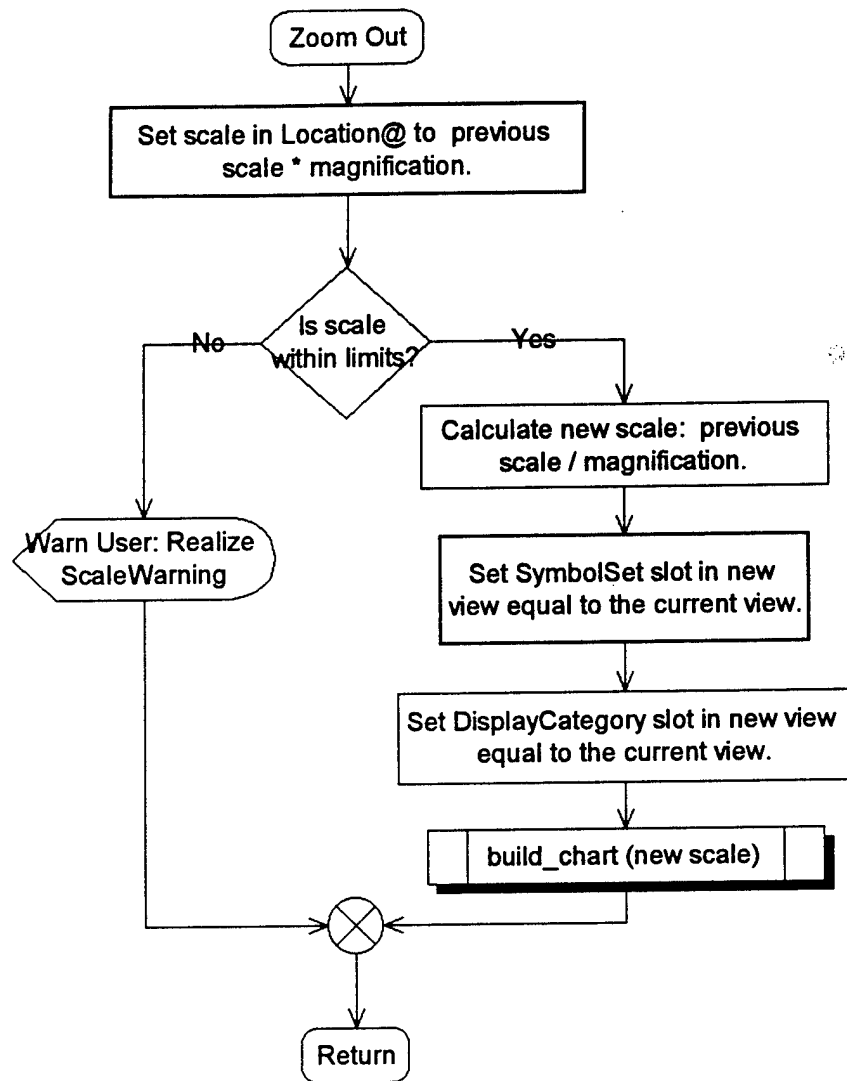 Zoom Out
Set scale in Location@ to previous
scale * magnification.
Is scale
within limits?
No
Yes
Calculate new scale: previous
scale / magnification.
Warn User: Realize
ScaleWarning
Set SymbolSet slot in new
view equal to the current view.
Set DisplayCategory slot in new view
equal to the current view.
build_chart (new scale)
Return